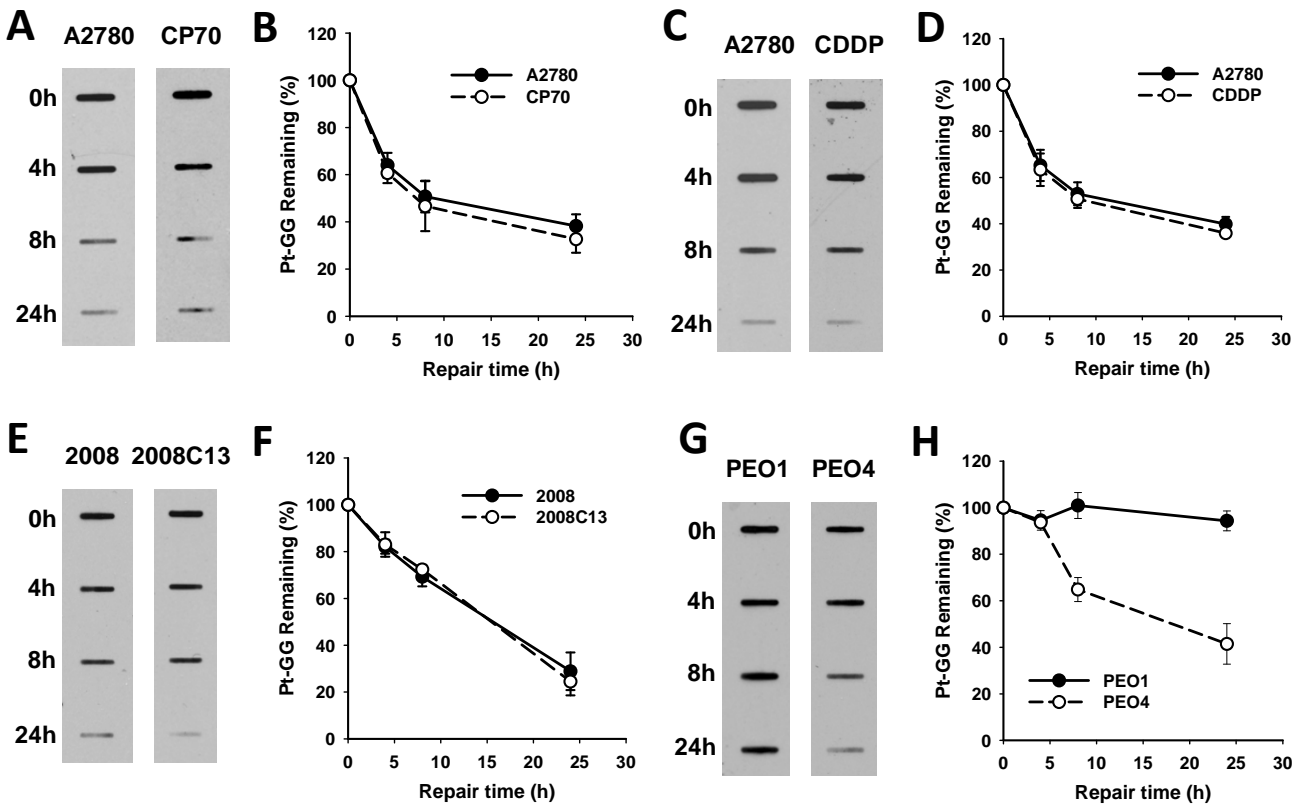 A
A2780 CP70
0h
4h
8h
24h
B
120
100
80
60
40
20
0
0 5 10 15 20 25 30
Pt-GG Remaining (%)
Repair time (h)
A2780
CP70
C
A2780 CDDP
0h
4h
8h
24h
D
120
100
80
60
40
20
0
0 5 10 15 20 25 30
Pt-GG Remaining (%)
Repair time (h)
A2780
CDDP
E
2008 2008C13
0h
4h
8h
24h
F
120
100
80
60
40
20
0
0 5 10 15 20 25 30
Pt-GG Remaining (%)
Repair time (h)
2008
2008C13
G
PEO1 PEO4
0h
4h
8h
24h
H
120
100
80
60
40
20
0
0 5 10 15 20 25 30
Pt-GG Remaining (%)
Repair time (h)
PEO1
PEO4